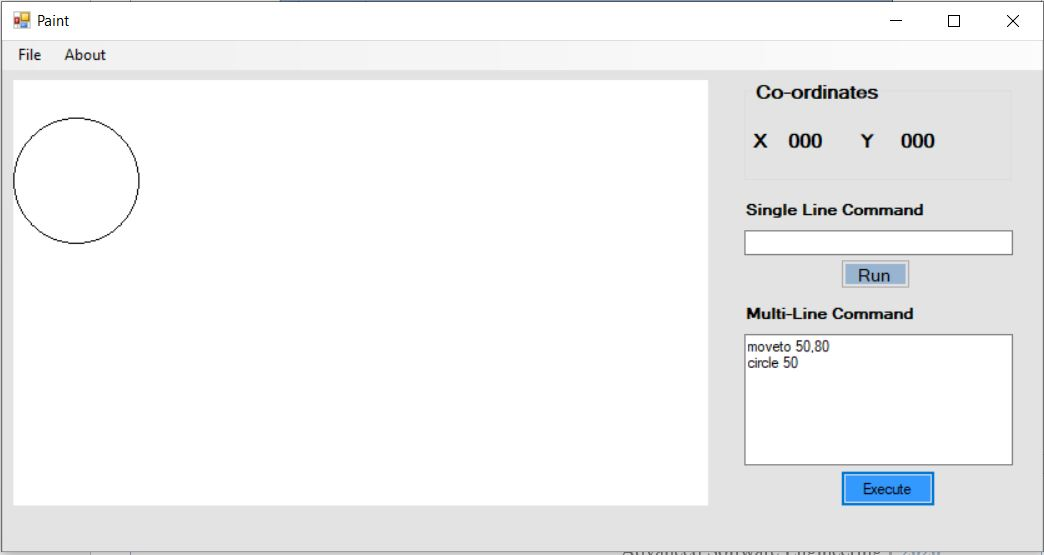 Paint
File About
Co-ordinates
X 000 Y 000
Single Line Command
Run
Multi-Line Command
moveto 50,80
circle 50
Execute